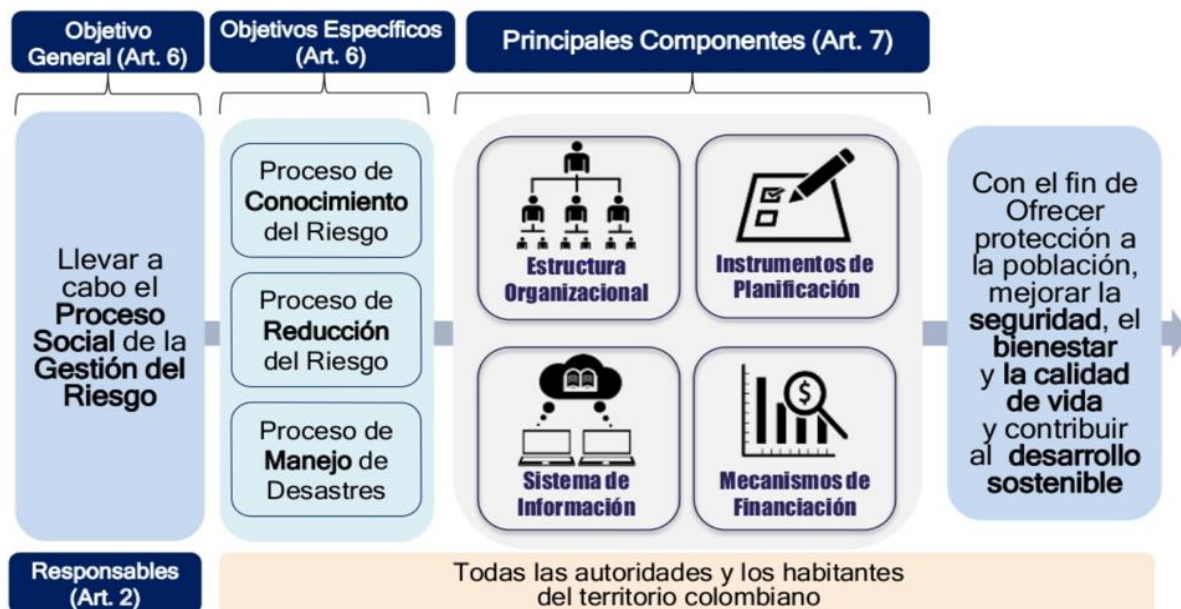 Objetivo
General (Art. 6)
Objetivos Específicos
(Art. 6)
Principales Componentes (Art. 7)
Llevar a
cabo el
Proceso
Social de la
Gestión del
Riesgo
Proceso de
Conocimiento
del Riesgo
Proceso de
Reducción
del Riesgo
Proceso de
Manejo de
Desastres
Estructura
Organizacional
Instrumentos de
Planificación
Sistema de
Información
$
Mecanismos de
Financiación
Con el fin de
Ofrecer
protección a
la población,
mejorar la
seguridad, el
bienestar
y la calidad
de vida
y contribuir
al desarrollo
sostenible
Responsables
(Art. 2)
Todas las autoridades y los habitantes
del territorio colombiano